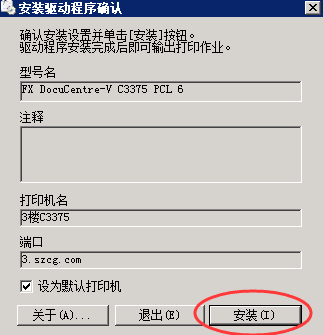 安装驱动程序确认
确认安装设置并单击[安装]按钮。
驱动程序安装完成后即可输出打印作业。
型号名
FX DocuCentre-V C3375 PCL 6
注释
打印机名
3楼C3375
端口
3.szcg.com
设为默认打印机
关于(A)... 退出(E) 安装(I)